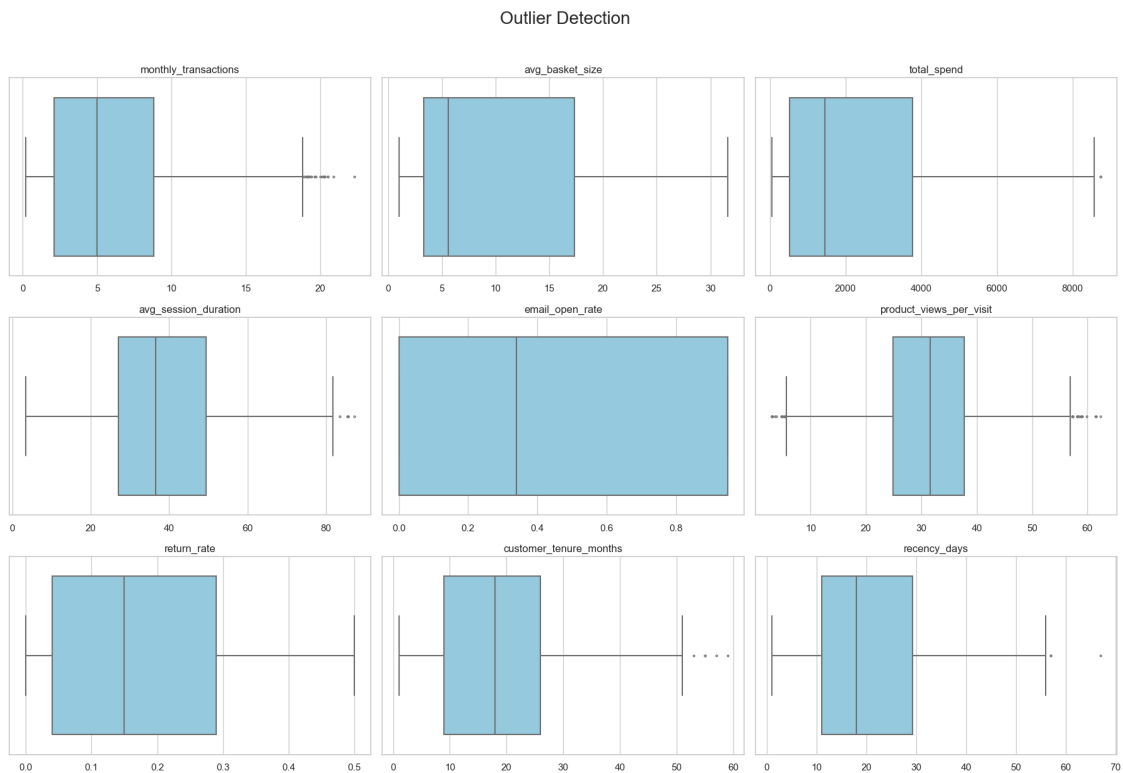 Outlier Detection
monthly_transactions avg_basket_size total_spend
0 5 10 15 20 0 5 10 15 20 25 30 0 2000 4000 6000 8000
avg_session_duration email_open_rate product_views_per_visit
0 20 40 60 80 0.0 0.2 0.4 0.6 0.8 10 20 30 40 50 60
return_rate customer_tenure_months recency_days
0.0 0.1 0.2 0.3 0.4 0.5 0 10 20 30 40 50 60 0 10 20 30 40 50 60 70